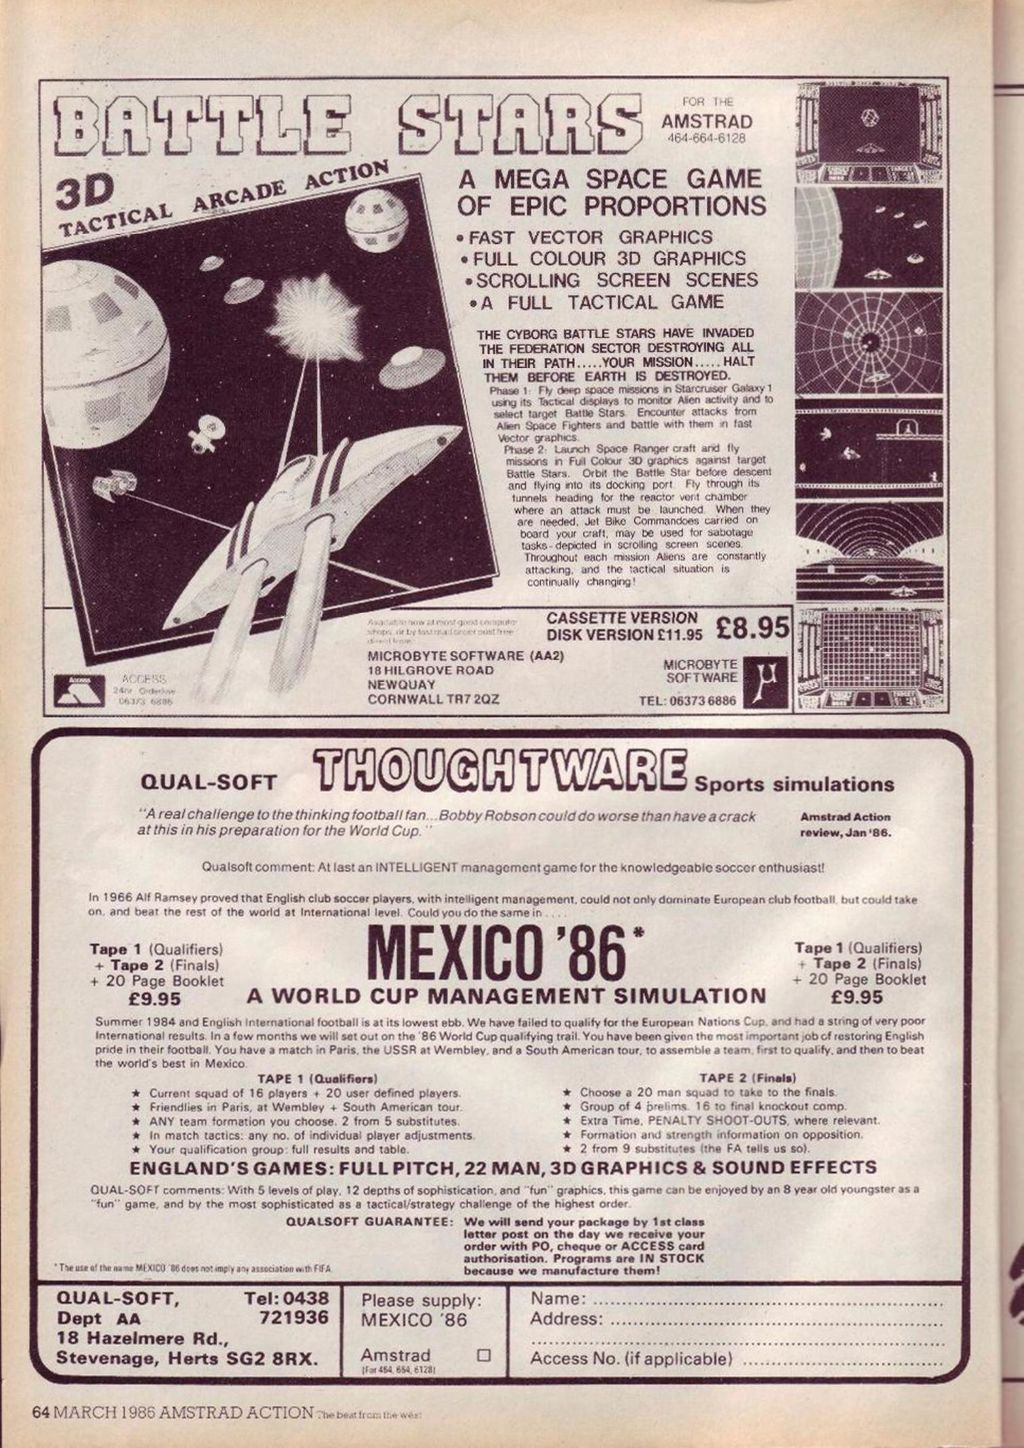 BATTLE STARS
FOR THE
AMSTRAD
464-664-6128
3D
TACTICAL ARCADE ACTION
A MEGA SPACE GAME
OF EPIC PROPORTIONS
• FAST VECTOR GRAPHICS
• FULL COLOUR 3D GRAPHICS
• SCROLLING SCREEN SCENES
• A FULL TACTICAL GAME
THE CYBORG BATTLE STARS HAVE INVADED
THE FEDERATION SECTOR DESTROYING ALL
IN THEIR PATH.....YOUR MISSION.....HALT
THEM BEFORE EARTH IS DESTROYED.
Phase 1: Fly deep space missions in Starcruiser Galaxy 1
using its Tactical displays to monitor Alien activity and to
select target Battle Stars. Encounter attacks from
Alien Space Fighters and battle with them in fast
Vector graphics.
Phase 2: Launch Space Ranger craft and fly
missions in Full Colour 3D graphics against target
Battle Stars. Orbit the Battle Star before descent
and flying into its docking port. Fly through its
tunnels heading for the reactor vent chamber
where an attack must be launched. When they
are needed, Jet Bike Commandoes carried on
board your craft, may be used for sabotage
tasks-depicted in scrolling screen scenes.
Throughout each mission Aliens are constantly
attacking, and the tactical situation is
continually changing!
Available now at most good computer
shops, or by fast mail order post free
direct from:
CASSETTE VERSION £8.95
DISK VERSION £11.95
MICROBYTE SOFTWARE (AA2)
18 HILGROVE ROAD
NEWQUAY
CORNWALL TR7 2QZ
MICROBYTE
SOFTWARE
µ
TEL: 06373 6886
Access
ACCESS
24hr Orderline
06373 6886
QUAL-SOFT THOUGHTWARE Sports simulations
"A real challenge to the thinking football fan...Bobby Robson could do worse than have a crack
at this in his preparation for the World Cup."
Amstrad Action
review, Jan '86.
Qualsoft comment: At last an INTELLIGENT management game for the knowledgeable soccer enthusiast!
In 1966 Alf Ramsey proved that English club soccer players, with intelligent management, could not only dominate European club football, but could take
on, and beat the rest of the world at International level. Could you do the same in....
Tape 1 (Qualifiers)
+ Tape 2 (Finals)
+ 20 Page Booklet
£9.95
MEXICO '86*
A WORLD CUP MANAGEMENT SIMULATION
Tape 1 (Qualifiers)
+ Tape 2 (Finals)
+ 20 Page Booklet
£9.95
Summer 1984 and English International football is at its lowest ebb. We have failed to qualify for the European Nations Cup, and had a string of very poor
International results. In a few months we will set out on the '86 World Cup qualifying trail. You have been given the most important job of restoring English
pride in their football. You have a match in Paris, the USSR at Wembley, and a South American tour, to assemble a team, first to qualify, and then to beat
the world's best in Mexico.
TAPE 1 (Qualifiers)
★ Current squad of 16 players + 20 user defined players.
★ Friendlies in Paris, at Wembley + South American tour.
★ ANY team formation you choose. 2 from 5 substitutes.
★ In match tactics: any no. of individual player adjustments.
★ Your qualification group: full results and table.
TAPE 2 (Finals)
★ Choose a 20 man squad to take to the finals.
★ Group of 4 prelims. 16 to final knockout comp.
★ Extra Time, PENALTY SHOOT-OUTS, where relevant.
★ Formation and strength information on opposition.
★ 2 from 9 substitutes (the FA tells us so).
ENGLAND'S GAMES: FULL PITCH, 22 MAN, 3D GRAPHICS & SOUND EFFECTS
QUAL-SOFT comments: With 5 levels of play, 12 depths of sophistication, and "fun" graphics, this game can be enjoyed by an 8 year old youngster as a
"fun" game, and by the most sophisticated as a tactical/strategy challenge of the highest order.
QUALSOFT GUARANTEE: We will send your package by 1st class
letter post on the day we receive your
order with PO, cheque or ACCESS card
authorisation. Programs are IN STOCK
because we manufacture them!
* The use of the name MEXICO '86 does not imply any association with FIFA.
QUAL-SOFT, Tel: 0438
Dept AA 721936
18 Hazelmere Rd.,
Stevenage, Herts SG2 8RX.
Please supply:
MEXICO '86
Amstrad ☐
(For 464, 664, 6128)
Name: ........................................
Address: ........................................
........................................
Access No. (if applicable) ........................................
64 MARCH 1986 AMSTRAD ACTION The beat from the west